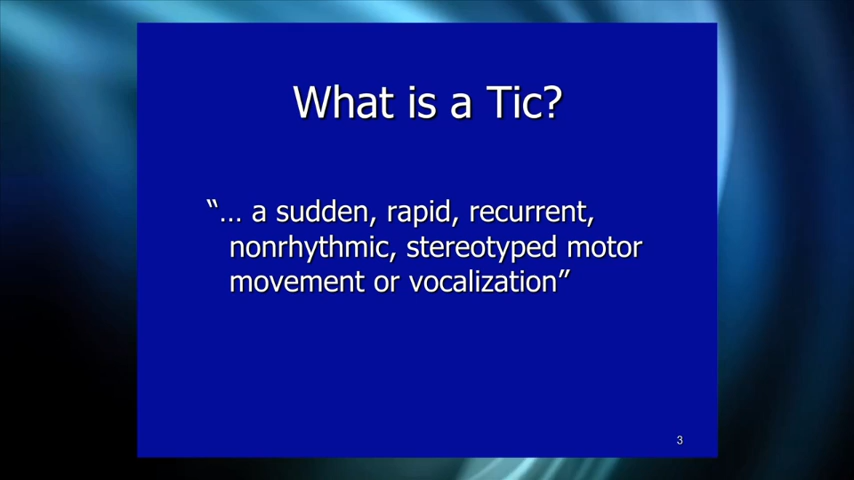 What is a Tic?
“… a sudden, rapid, recurrent,
nonrhythmic, stereotyped motor
movement or vocalization”
3